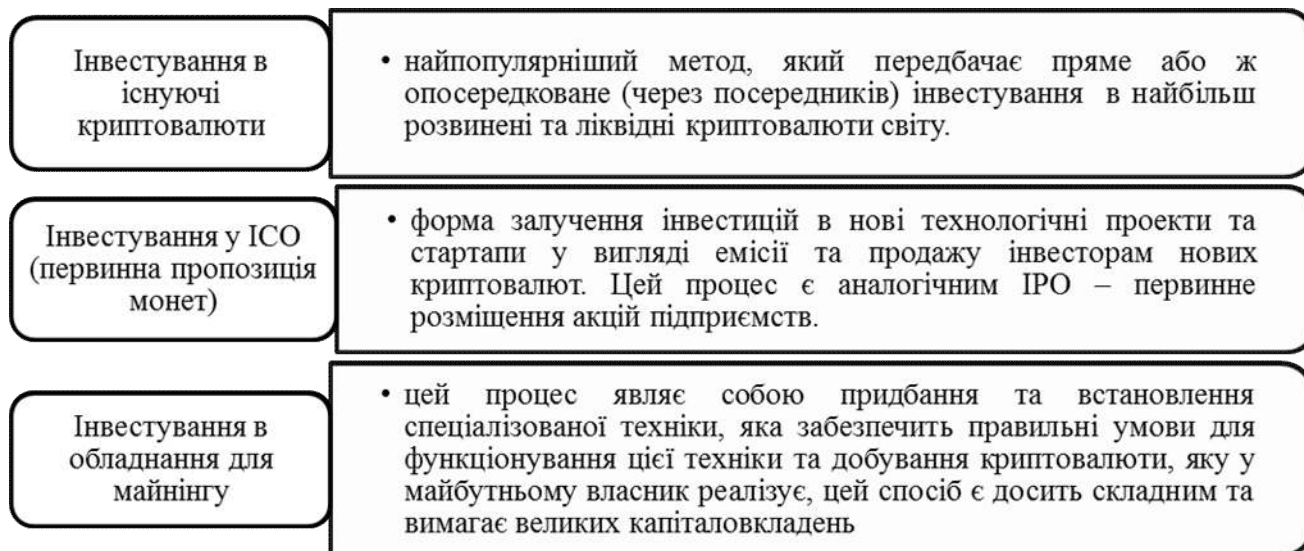 Інвестування в
існуючі
криптовалюти
• найпопулярніший метод, який передбачає пряме або ж
опосередковане (через посередників) інвестування в найбільш
розвинені та ліквідні криптовалюти світу.
Інвестування у ІСО
(первинна пропозиція
монет)
• форма залучення інвестицій в нові технологічні проекти та
стартапи у вигляді емісії та продажу інвесторам нових
криптовалют. Цей процес є аналогічним ІРО – первинне
розміщення акцій підприємств.
Інвестування в
обладнання для
майнінгу
• цей процес являє собою придбання та встановлення
спеціалізованої техніки, яка забезпечить правильні умови для
функціонування цієї техніки та добування криптовалюти, яку у
майбутньому власник реалізує, цей спосіб є досить складним та
вимагає великих капіталовкладень